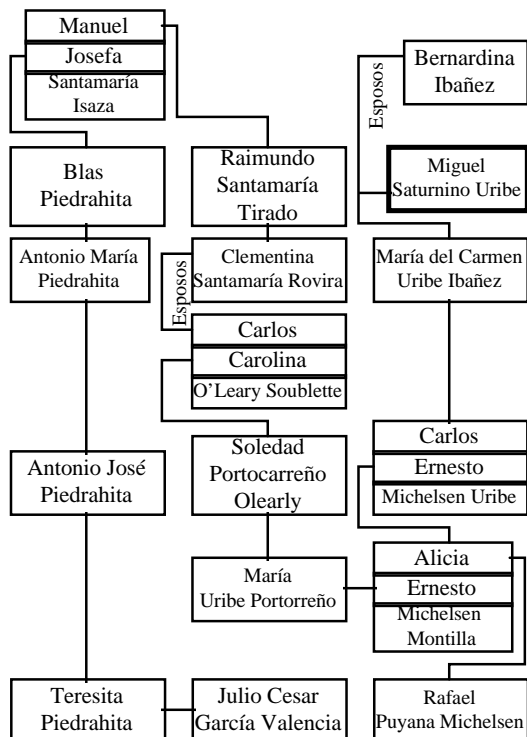 Manuel
Josefa
Santamaría
Isaza
Bernardina
Ibañez
Esposos
Blas
Piedrahita
Raimundo
Santamaría
Tirado
Miguel
Saturnino Uribe
Antonio María
Piedrahita
Clementina
Santamaría Rovira
María del Carmen
Uribe Ibañez
Esposos
Carlos
Carolina
O'Leary Soublette
Antonio José
Piedrahita
Soledad
Portocarreño
Olearly
Carlos
Ernesto
Michelsen Uribe
María
Uribe Portorreño
Alicia
Ernesto
Michelsen
Montilla
Teresita
Piedrahita
Julio Cesar
García Valencia
Rafael
Puyana Michelsen